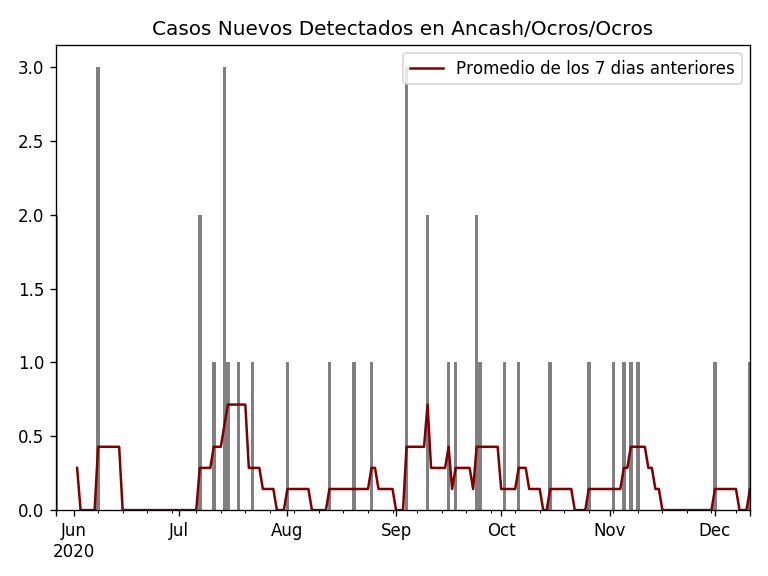 Casos Nuevos Detectados en Ancash/Ocros/Ocros
Promedio de los 7 dias anteriores
3.0
2.5
2.0
1.5
1.0
0.5
0.0
Jun Jul Aug Sep Oct Nov Dec
2020